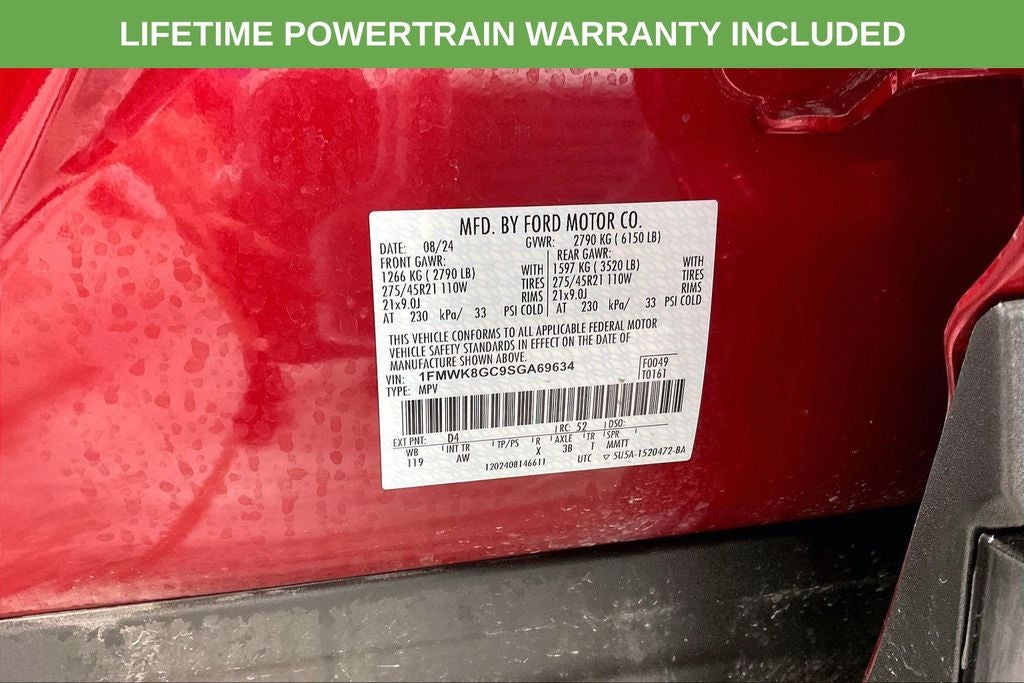 LIFETIME POWERTRAIN WARRANTY INCLUDED
MFD. BY FORD MOTOR CO.
DATE: 08/24 GVWR: 2790 KG ( 6150 LB)
FRONT GAWR: REAR GAWR:
1266 KG ( 2790 LB) WITH 1597 KG ( 3520 LB) WITH
275/45R21 110W TIRES 275/45R21 110W TIRES
21x9.0J RIMS 21x9.0J RIMS
AT 230 kPa/ 33 PSI COLD AT 230 kPa/ 33 PSI COLD
THIS VEHICLE CONFORMS TO ALL APPLICABLE FEDERAL MOTOR
VEHICLE SAFETY STANDARDS IN EFFECT ON THE DATE OF
MANUFACTURE SHOWN ABOVE.
VIN: 1FMWK8GC9SGA69634 F0049
TYPE: MPV T0161
EXT PNT: D4 RC: 52 DSO:
WB INT TR TP/PS R AXLE TR SPR
119 AW X 3B T MMTT
1202408146611 UTC ▽ 5U5A-1520472-BA